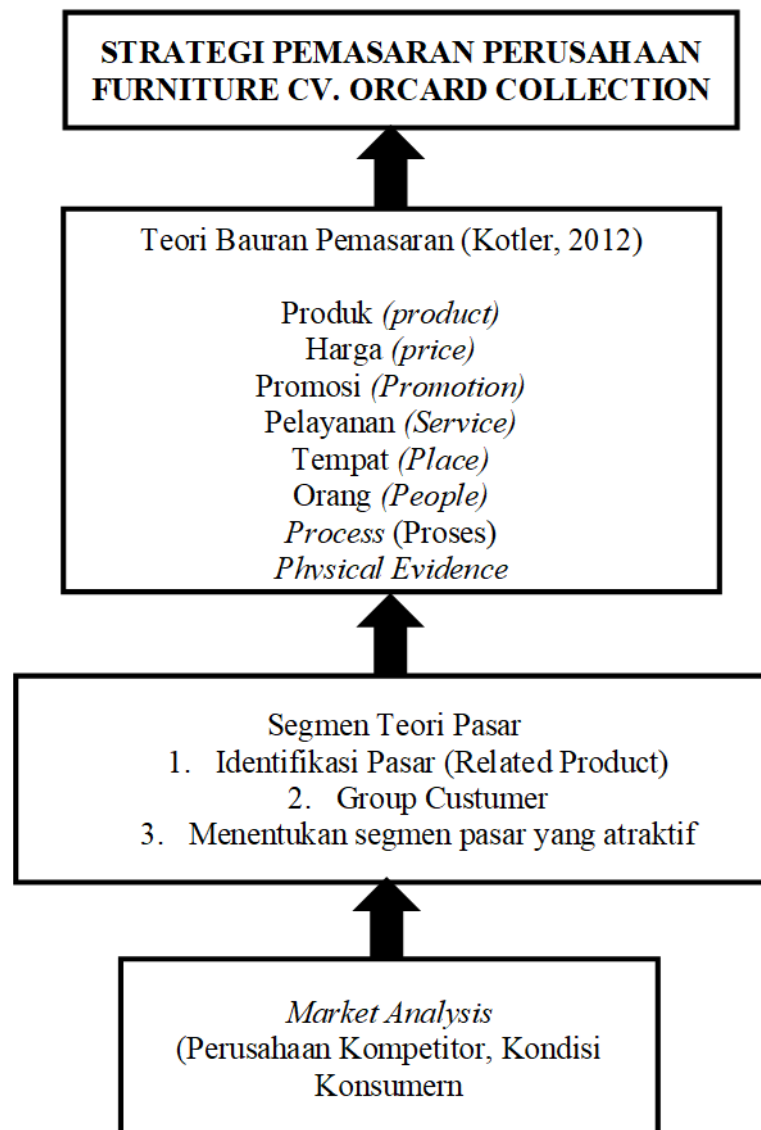 STRATEGI PEMASARAN PERUSAHAAN
FURNITURE CV. ORCARD COLLECTION
Teori Bauran Pemasaran (Kotler, 2012)
Produk (product)
Harga (price)
Promosi (Promotion)
Pelayanan (Service)
Tempat (Place)
Orang (People)
Process (Proses)
Physical Evidence
Segmen Teori Pasar
1. Identifikasi Pasar (Related Product)
2. Group Custumer
3. Menentukan segmen pasar yang atraktif
Market Analysis
(Perusahaan Kompetitor, Kondisi
Konsumern